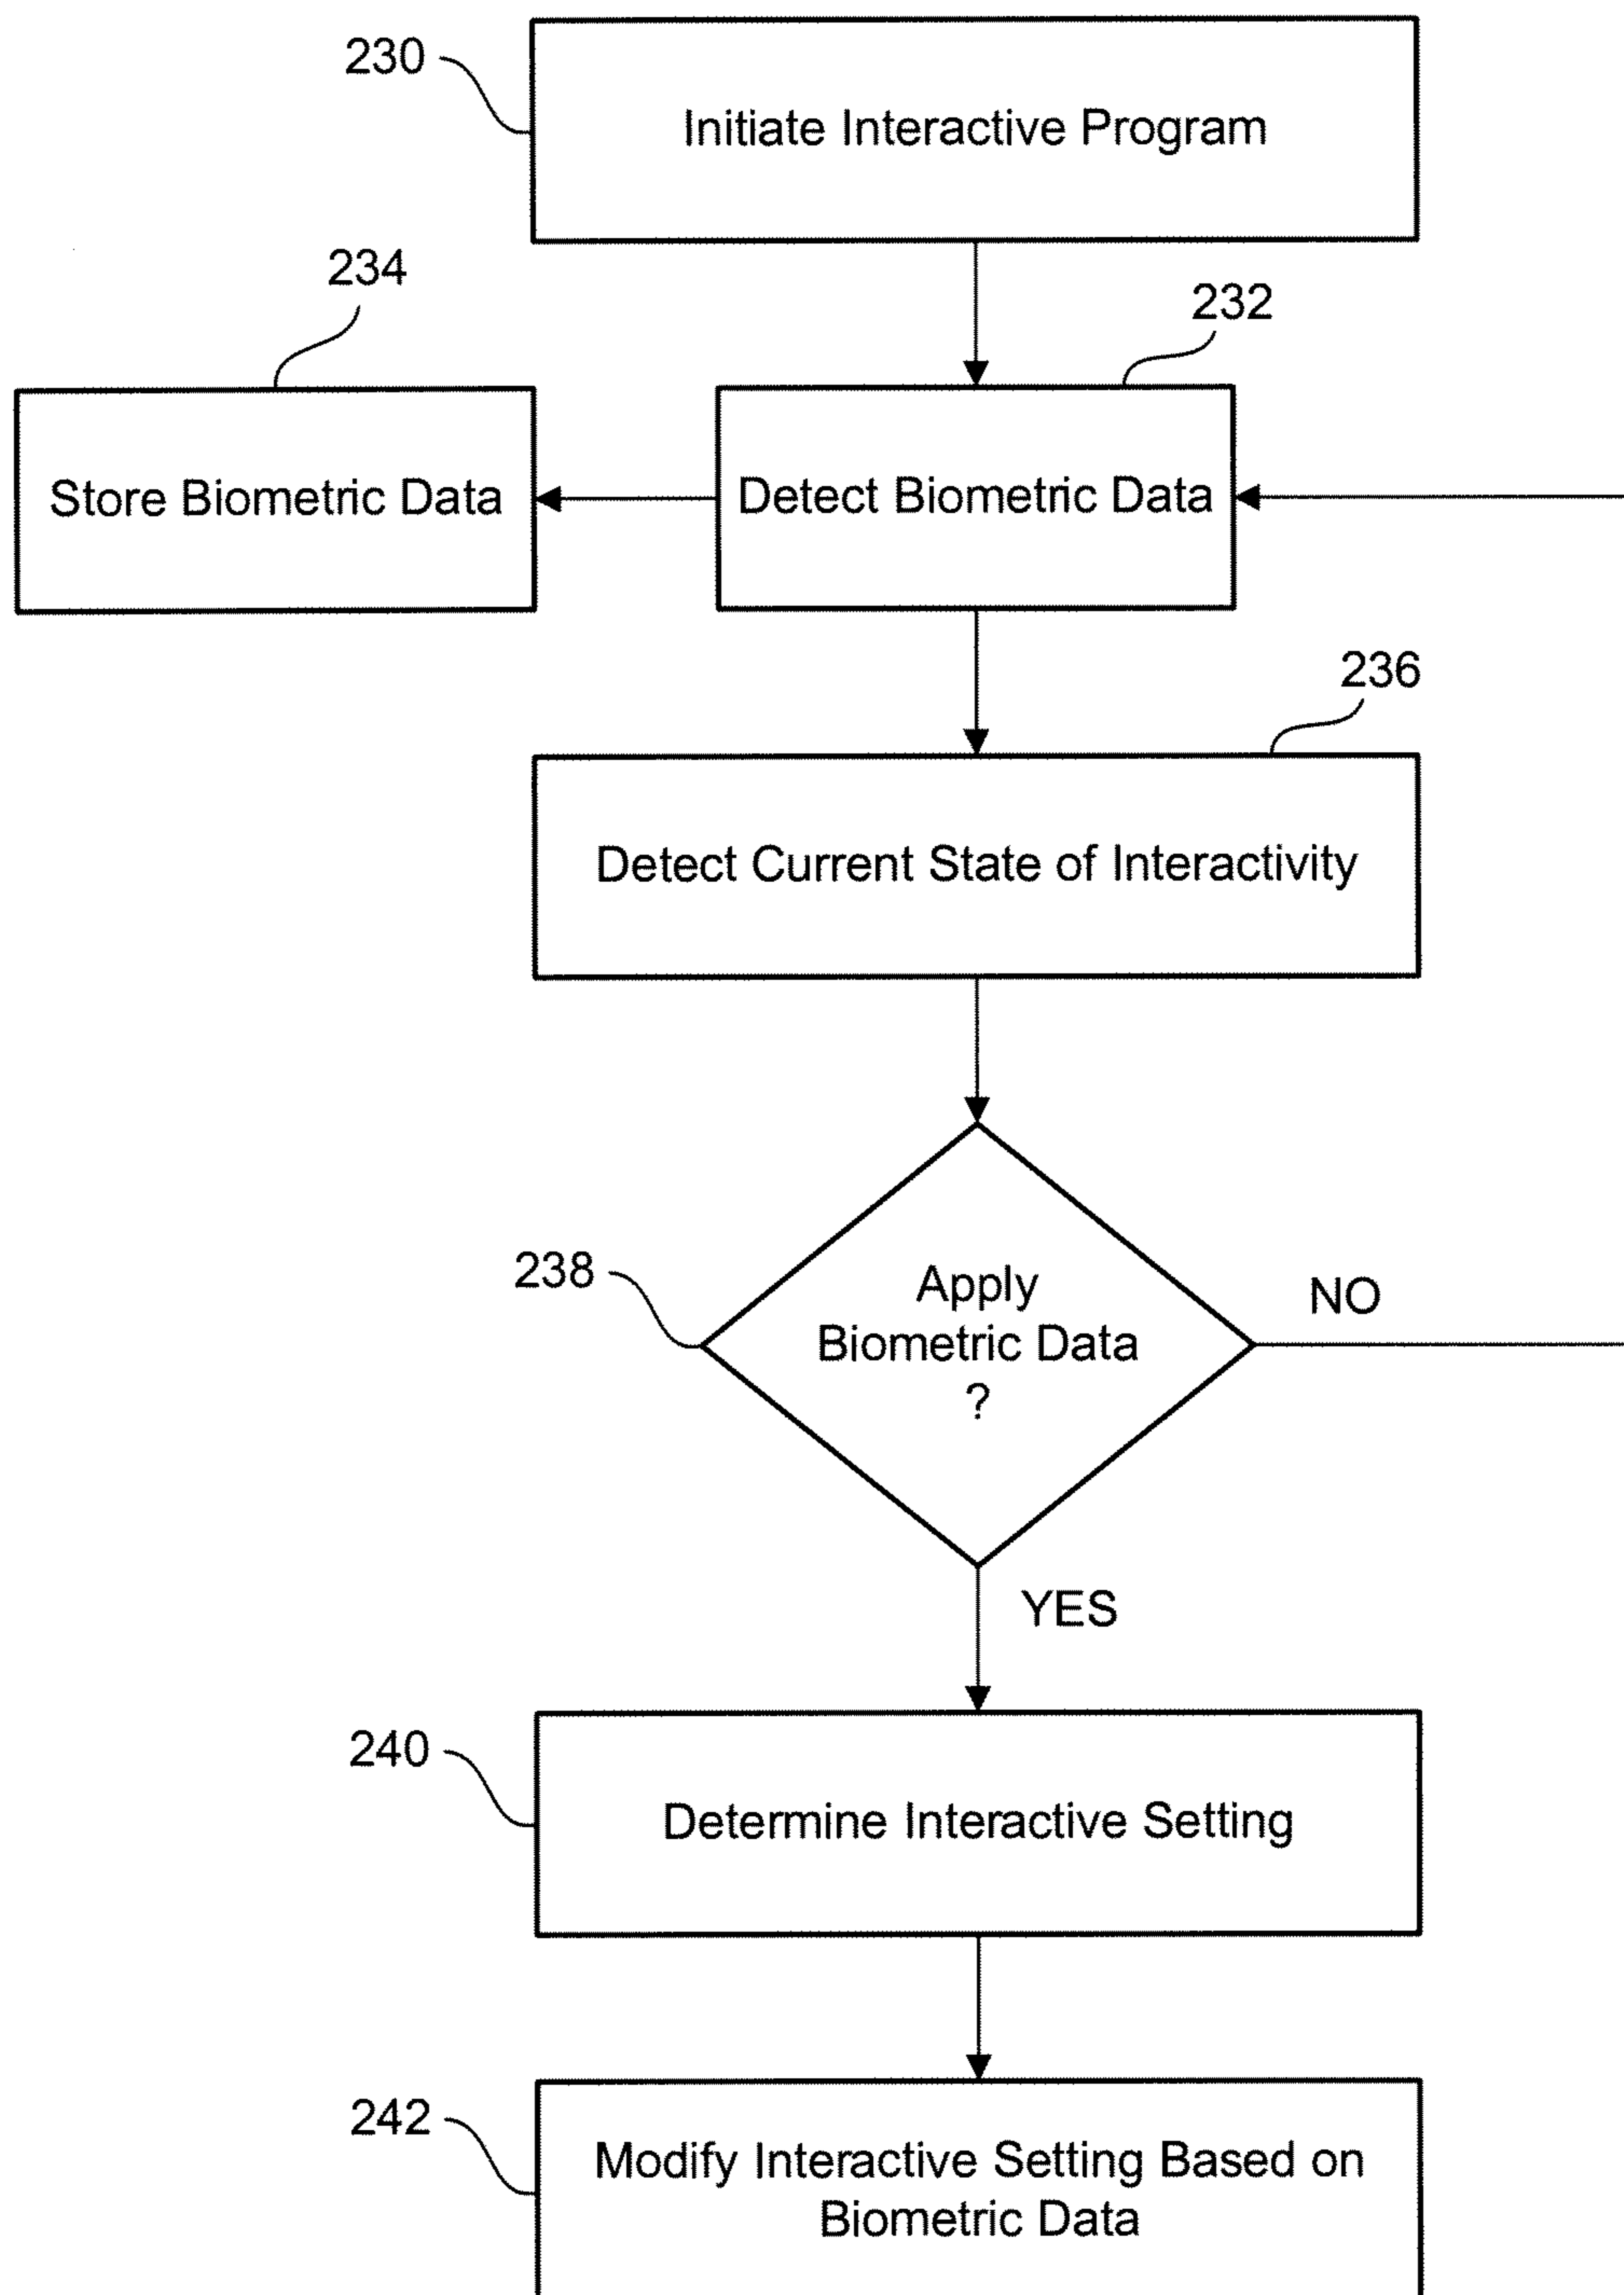 230
Initiate Interactive Program
234
232
Store Biometric Data
Detect Biometric Data
236
Detect Current State of Interactivity
238
Apply
Biometric Data
?
NO
YES
240
Determine Interactive Setting
242
Modify Interactive Setting Based on
Biometric Data